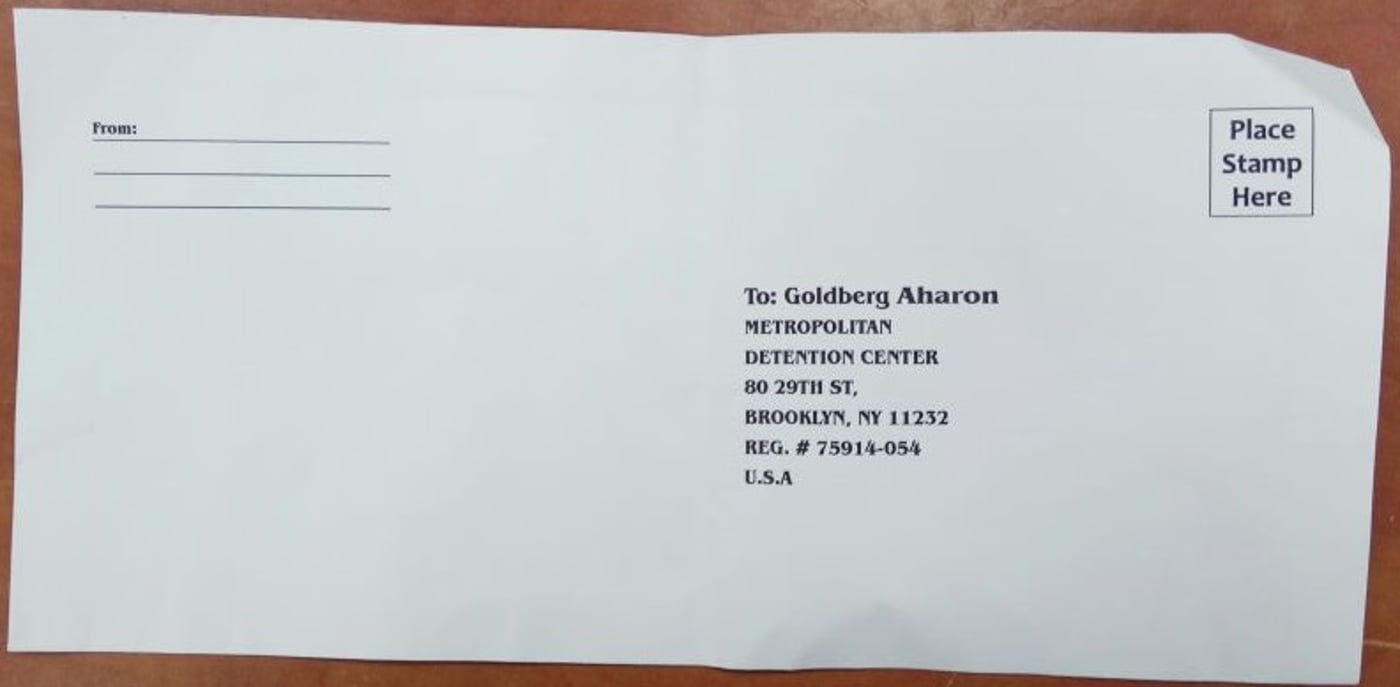 From:
Place
Stamp
Here
To: Goldberg Aharon
METROPOLITAN
DETENTION CENTER
80 29TH ST,
BROOKLYN, NY 11232
REG. # 75914-054
U.S.A